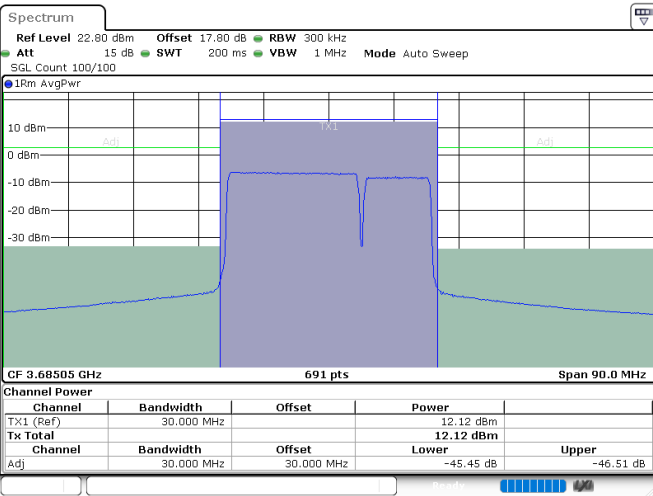 Spectrum
Ref Level 22.80 dBm Offset 17.80 dB RBW 300 kHz
Att 15 dB SWT 200 ms VBW 1 MHz Mode Auto Sweep
SGL Count 100/100
1Rm AvgPwr
TX1
10 dBm
Adj Adj
0 dBm
-10 dBm
-20 dBm
-30 dBm
CF 3.68505 GHz 691 pts Span 90.0 MHz
Channel Power
Channel Bandwidth Offset Power
TX1 (Ref) 30.000 MHz 12.12 dBm
Tx Total 12.12 dBm
Channel Bandwidth Offset Lower Upper
Adj 30.000 MHz 30.000 MHz -45.45 dB -46.51 dB
Ready